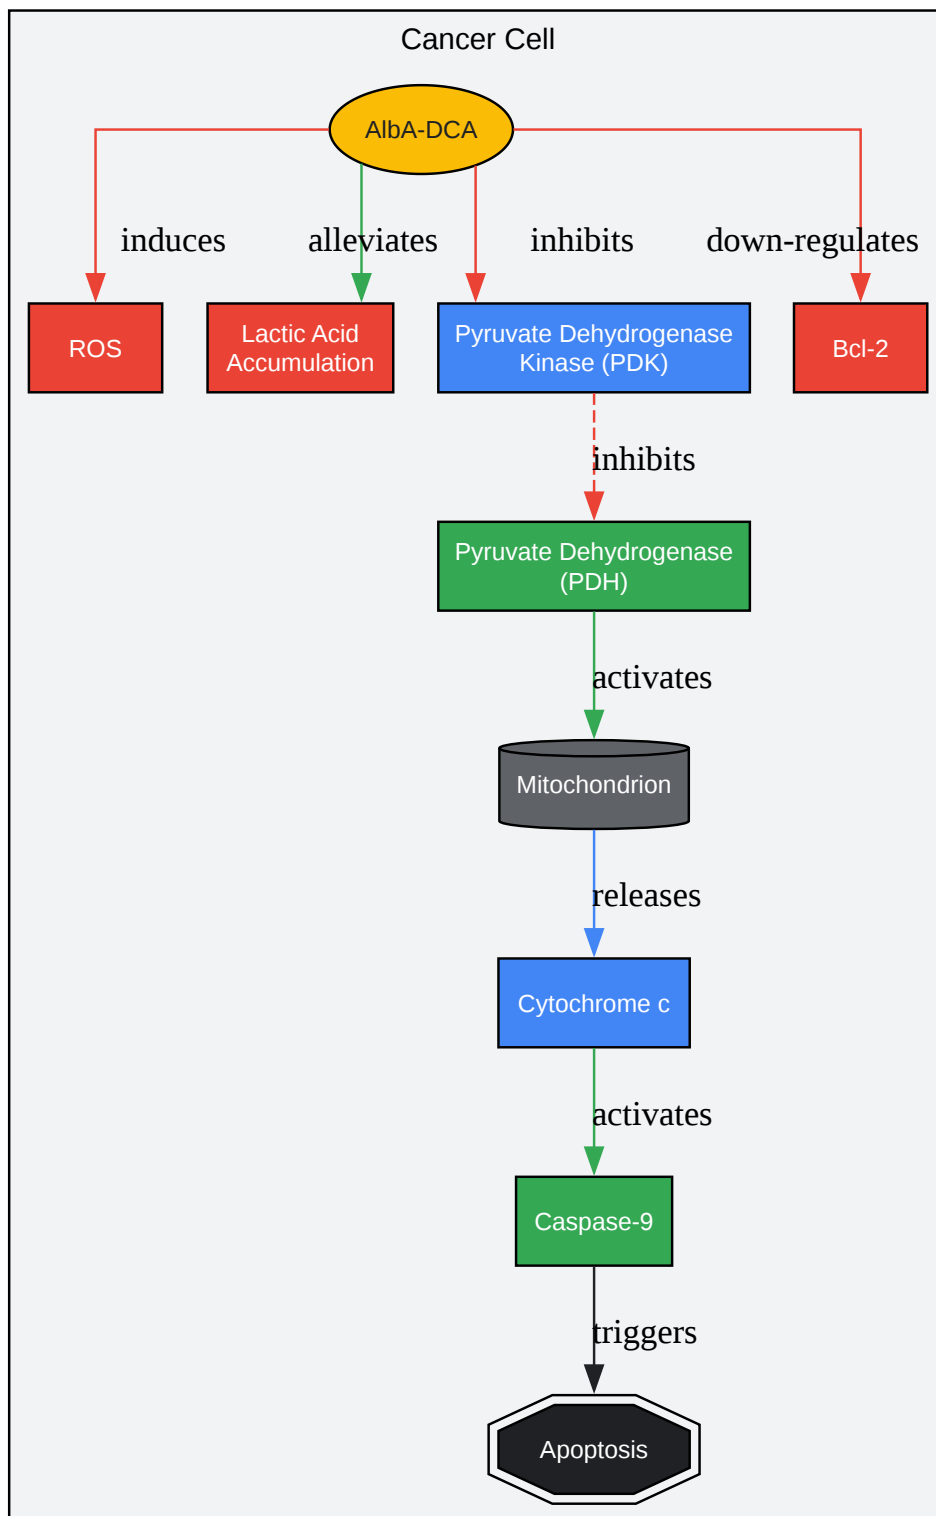 Cancer Cell
AlbA-DCA
induces
alleviates
inhibits
down-regulates
ROS
Lactic Acid
Accumulation
Pyruvate Dehydrogenase
Kinase (PDK)
Bcl-2
inhibits
Pyruvate Dehydrogenase
(PDH)
activates
Mitochondrion
releases
Cytochrome c
activates
Caspase-9
triggers
Apoptosis